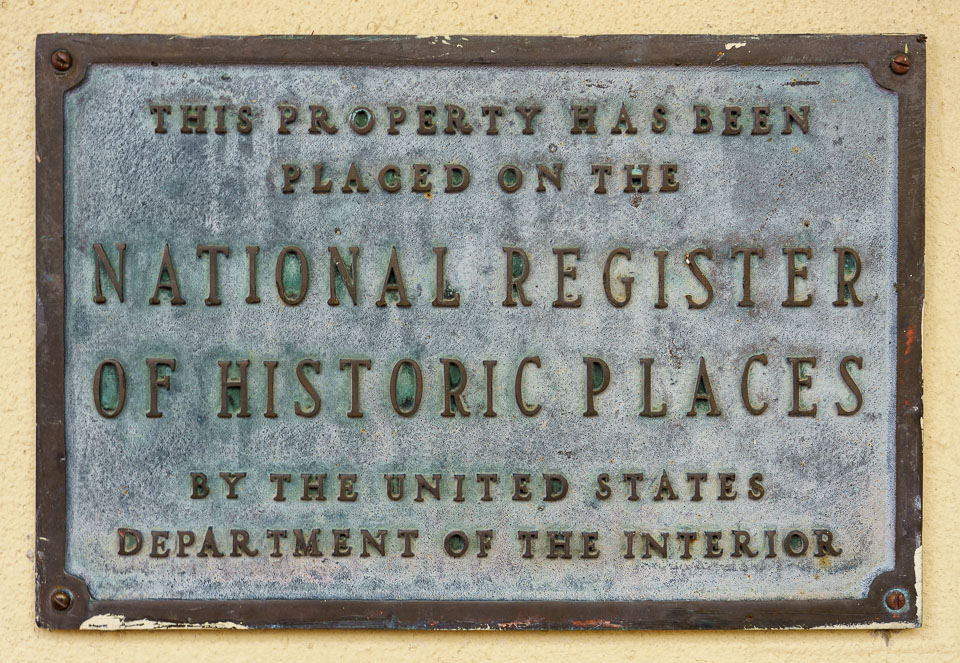 THIS PROPERTY HAS BEEN
PLACED ON THE
NATIONAL REGISTER
OF HISTORIC PLACES
BY THE UNITED STATES
DEPARTMENT OF THE INTERIOR